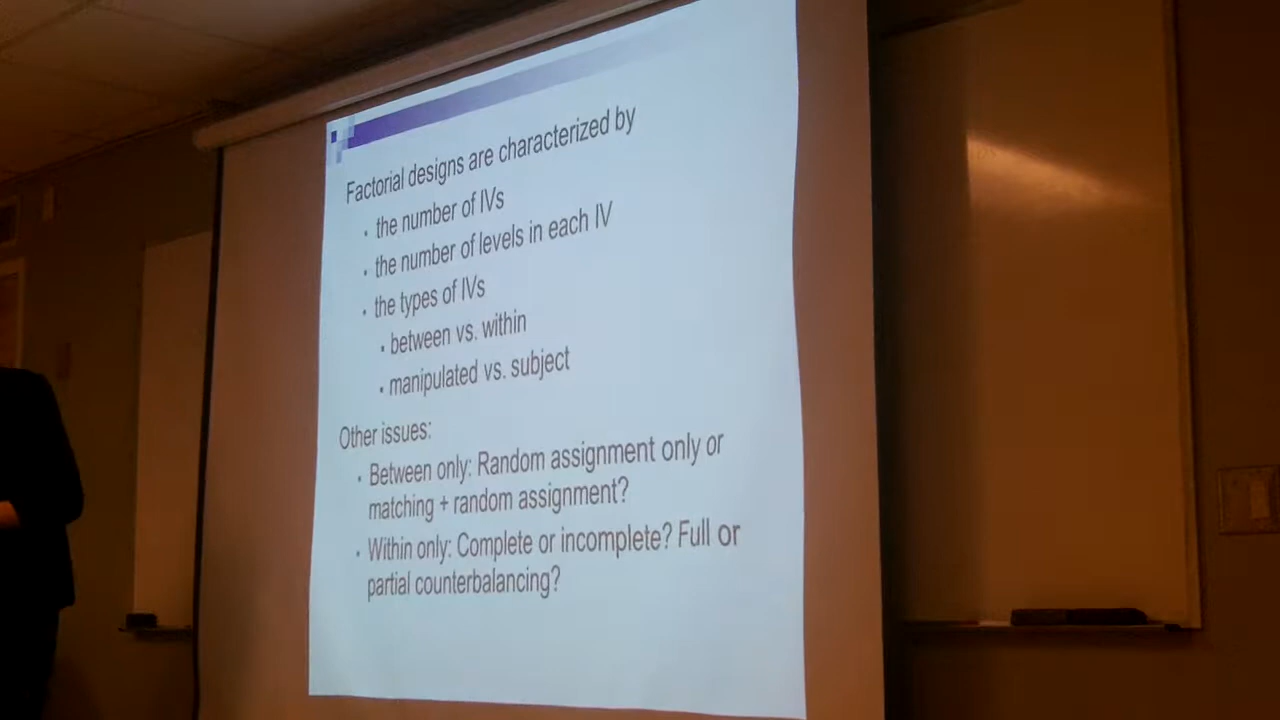 Factorial designs are characterized by
• the number of IVs
• the number of levels in each IV
• the types of IVs
• between vs. within
• manipulated vs. subject
Other issues:
• Between only: Random assignment only or
matching + random assignment?
• Within only: Complete or incomplete? Full or
partial counterbalancing?